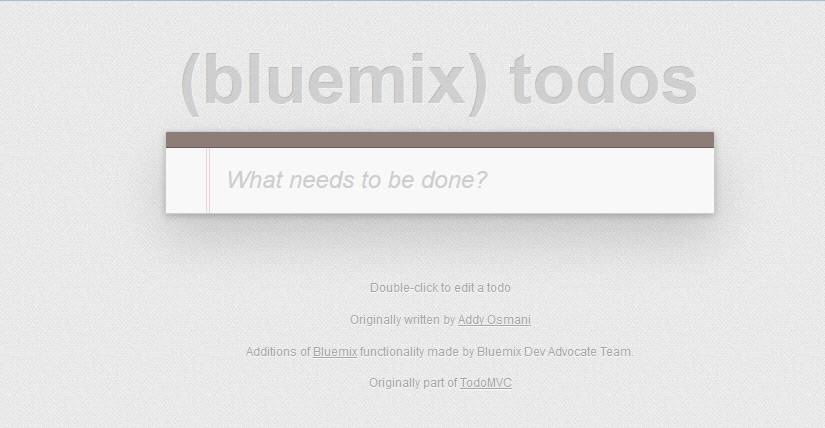 (bluemix) todos
What needs to be done?
Double-click to edit a todo
Originally written by Addy Osmani
Additions of Bluemix functionality made by Bluemix Dev Advocate Team.
Originally part of TodoMVC